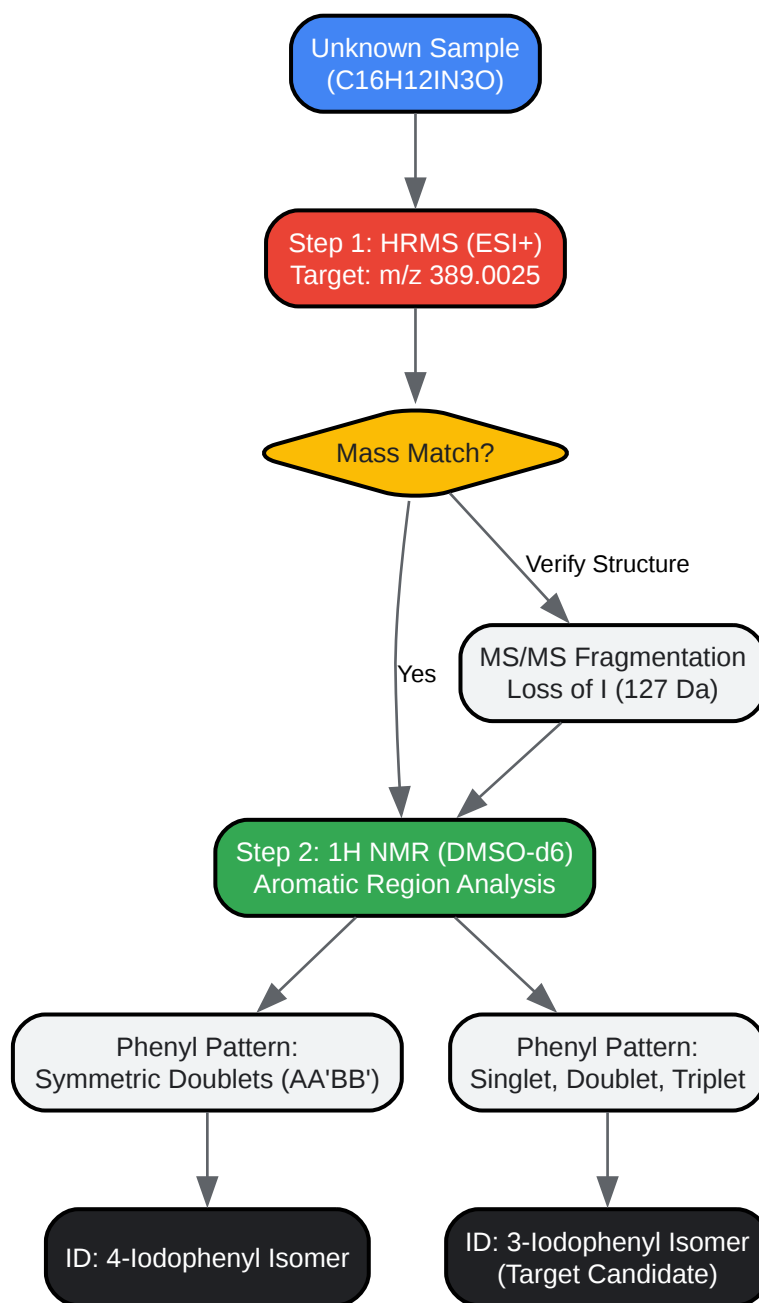 Unknown Sample
(C16H12IN3O)
Step 1: HRMS (ESI+)
Target: m/z 389.0025
Mass Match?
Verify Structure
MS/MS Fragmentation
Loss of I (127 Da)
Yes
Step 2: 1H NMR (DMSO-d6)
Aromatic Region Analysis
Phenyl Pattern:
Symmetric Doublets (AA'BB')
Phenyl Pattern:
Singlet, Doublet, Triplet
ID: 4-Iodophenyl Isomer
ID: 3-Iodophenyl Isomer
(Target Candidate)